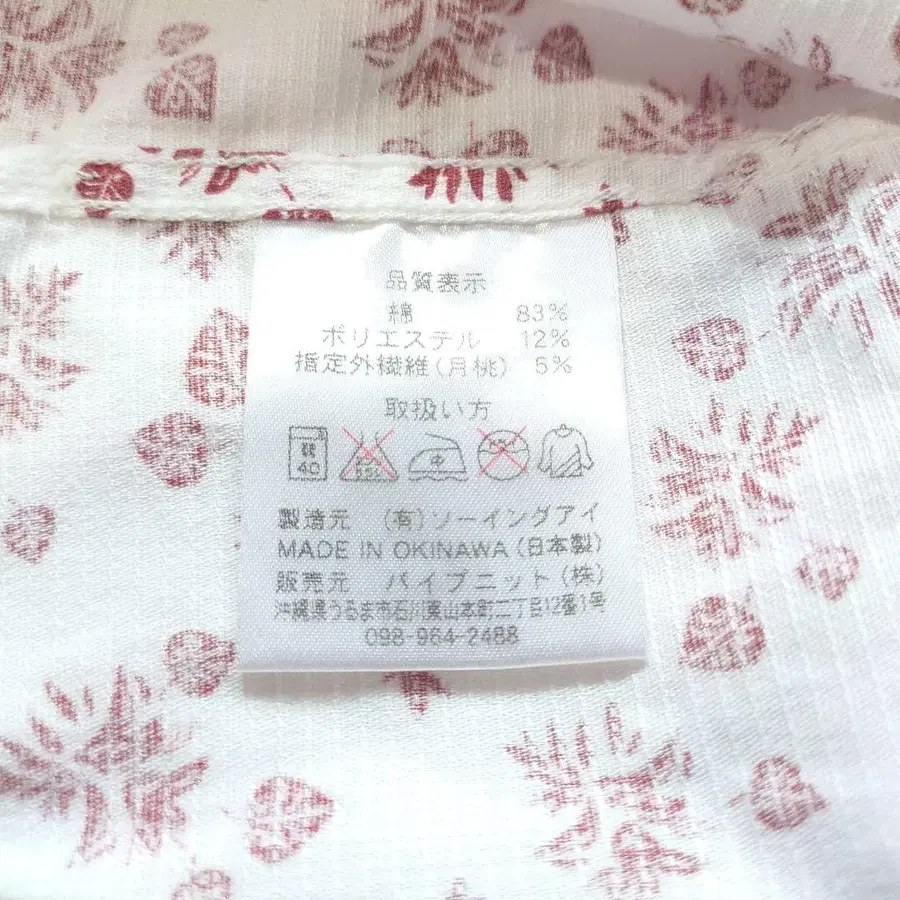 品質表示
綿 83%
ポリエステル 12%
指定外繊維(月桃) 5%
取扱い方
40
中
製造元 (有)ソーイングアイ
MADE IN OKINAWA(日本製)
販売元 パイプニット(株)
沖縄県うるま市石川東山本町二丁目12番1号
098-964-2488